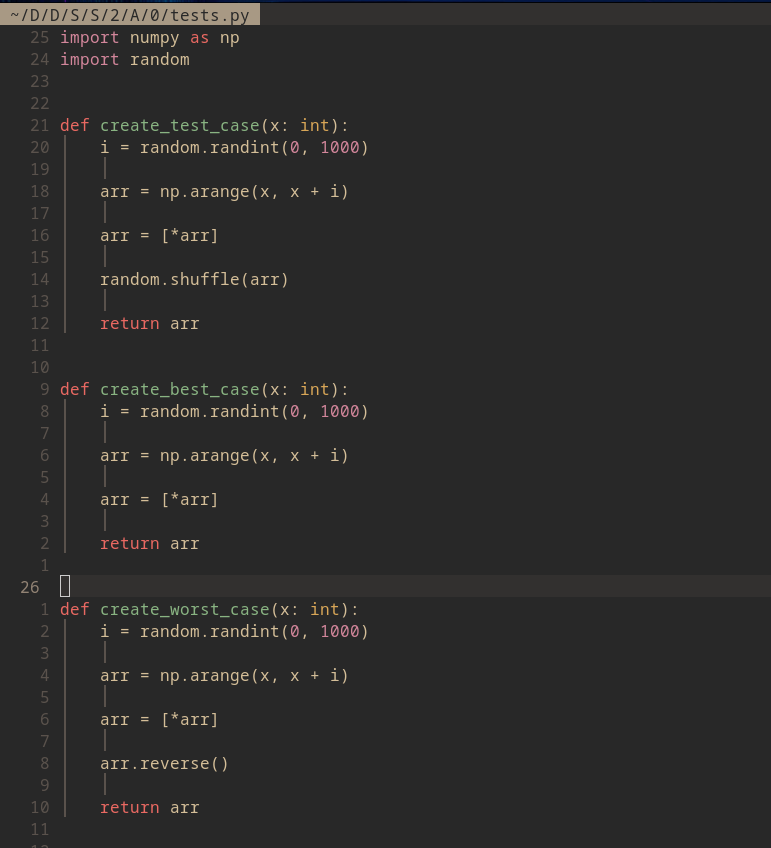 ~/D/D/S/S/2/A/0/tests.py
25 import numpy as np
24 import random
23
22
21 def create_test_case(x: int):
20     i = random.randint(0, 1000)
19
18     arr = np.arange(x, x + i)
17
16     arr = [*arr]
15
14     random.shuffle(arr)
13
12     return arr
11
10
9 def create_best_case(x: int):
8     i = random.randint(0, 1000)
7
6     arr = np.arange(x, x + i)
5
4     arr = [*arr]
3
2     return arr
1
26
1 def create_worst_case(x: int):
2     i = random.randint(0, 1000)
3
4     arr = np.arange(x, x + i)
5
6     arr = [*arr]
7
8     arr.reverse()
9
10     return arr
11